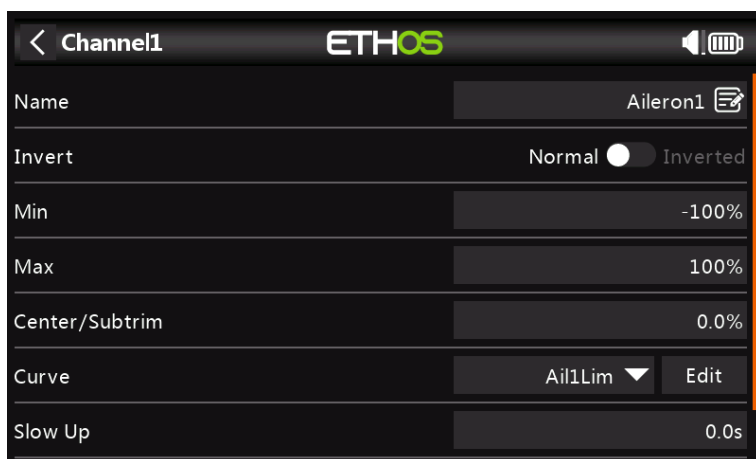 Channel1 ETHOS
Name Aileron1
Invert Normal Inverted
Min -100%
Max 100%
Center/Subtrim 0.0%
Curve Ail1Lim Edit
Slow Up 0.0s